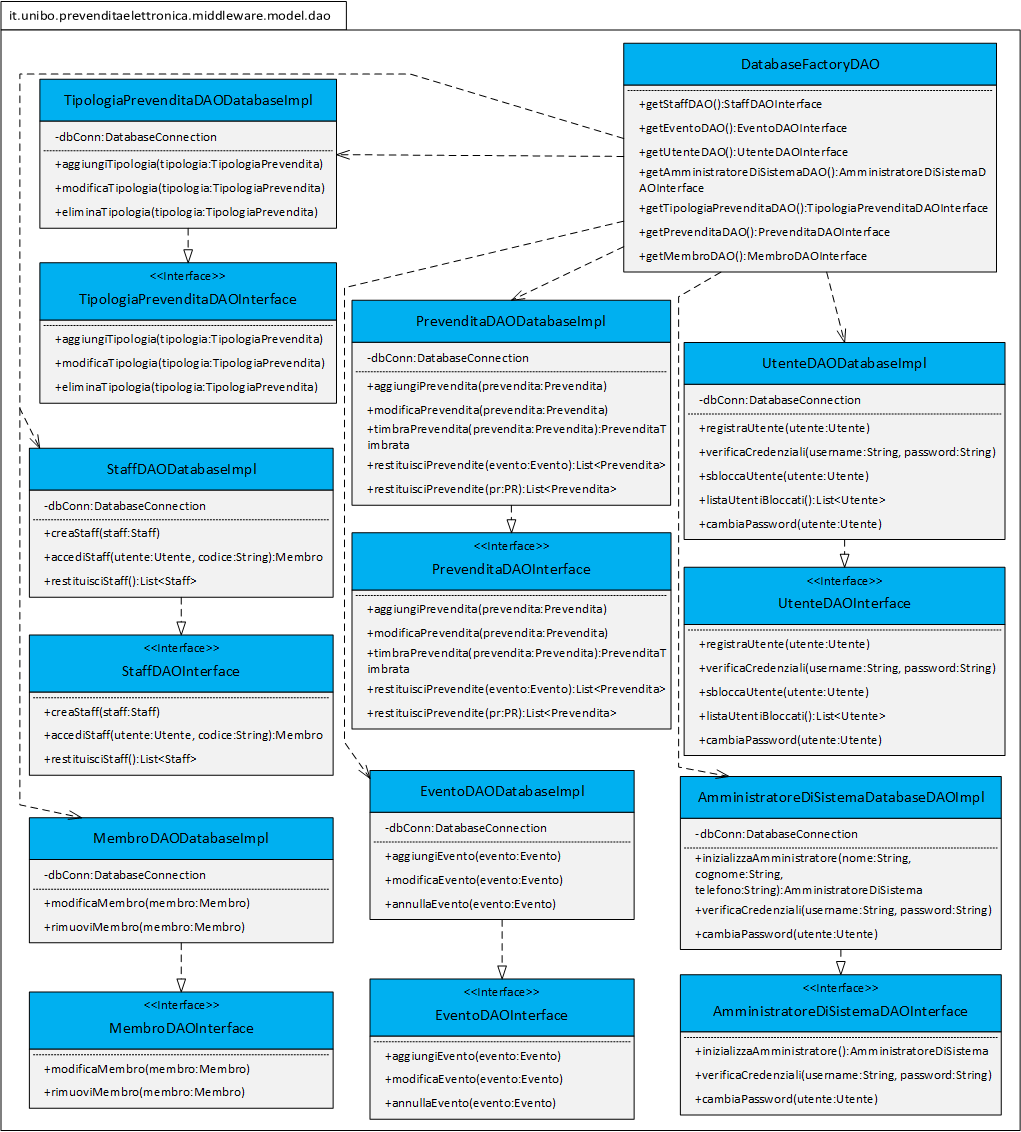 it.unibo.prevenditaelettronica.middleware.model.dao
DatabaseFactoryDAO
+getStaffDAO():StaffDAOInterface
+getEventoDAO():EventoDAOInterface
+getUtenteDAO():UtenteDAOInterface
+getAmministratoreDiSistemaDAO():AmministratoreDiSistemaD
AOInterface
+getTipologiaPrevenditaDAO():TipologiaPrevenditaDAOInterface
+getPrevenditaDAO():PrevenditaDAOInterface
+getMembroDAO():MembroDAOInterface
TipologiaPrevenditaDAODatabaseImpl
-dbConn:DatabaseConnection
+aggiungiTipologia(tipologia:TipologiaPrevendita)
+modificaTipologia(tipologia:TipologiaPrevendita)
+eliminaTipologia(tipologia:TipologiaPrevendita)
<<Interface>>
TipologiaPrevenditaDAOInterface
+aggiungiTipologia(tipologia:TipologiaPrevendita)
+modificaTipologia(tipologia:TipologiaPrevendita)
+eliminaTipologia(tipologia:TipologiaPrevendita)
PrevenditaDAODatabaseImpl
-dbConn:DatabaseConnection
+aggiungiPrevendita(prevendita:Prevendita)
+modificaPrevendita(prevendita:Prevendita)
+timbraPrevendita(prevendita:Prevendita):PrevenditaT
imbrata
+restituisciPrevendite(evento:Evento):List<Prevendita>
+restituisciPrevendite(pr:PR):List<Prevendita>
<<Interface>>
PrevenditaDAOInterface
+aggiungiPrevendita(prevendita:Prevendita)
+modificaPrevendita(prevendita:Prevendita)
+timbraPrevendita(prevendita:Prevendita):PrevenditaT
imbrata
+restituisciPrevendite(evento:Evento):List<Prevendita>
+restituisciPrevendite(pr:PR):List<Prevendita>
UtenteDAODatabaseImpl
-dbConn:DatabaseConnection
+registraUtente(utente:Utente)
+verificaCredenziali(username:String, password:String)
+sbloccaUtente(utente:Utente)
+listaUtentiBloccati():List<Utente>
+cambiaPassword(utente:Utente)
<<Interface>>
UtenteDAOInterface
+registraUtente(utente:Utente)
+verificaCredenziali(username:String, password:String)
+sbloccaUtente(utente:Utente)
+listaUtentiBloccati():List<Utente>
+cambiaPassword(utente:Utente)
StaffDAODatabaseImpl
-dbConn:DatabaseConnection
+creaStaff(staff:Staff)
+accediStaff(utente:Utente, codice:String):Membro
+restituisciStaff():List<Staff>
<<Interface>>
StaffDAOInterface
+creaStaff(staff:Staff)
+accediStaff(utente:Utente, codice:String):Membro
+restituisciStaff():List<Staff>
MembroDAODatabaseImpl
-dbConn:DatabaseConnection
+modificaMembro(membro:Membro)
+rimuoviMembro(membro:Membro)
<<Interface>>
MembroDAOInterface
+modificaMembro(membro:Membro)
+rimuoviMembro(membro:Membro)
EventoDAODatabaseImpl
-dbConn:DatabaseConnection
+aggiungiEvento(evento:Evento)
+modificaEvento(evento:Evento)
+annullaEvento(evento:Evento)
<<Interface>>
EventoDAOInterface
+aggiungiEvento(evento:Evento)
+modificaEvento(evento:Evento)
+annullaEvento(evento:Evento)
AmministratoreDiSistemaDatabaseDAOImpl
-dbConn:DatabaseConnection
+inizializzaAmministratore(nome:String,
cognome:String,
telefono:String):AmministratoreDiSistema
+verificaCredenziali(username:String, password:String)
+cambiaPassword(utente:Utente)
<<Interface>>
AmministratoreDiSistemaDAOInterface
+inizializzaAmministratore():AmministratoreDiSistema
+verificaCredenziali(username:String, password:String)
+cambiaPassword(utente:Utente)